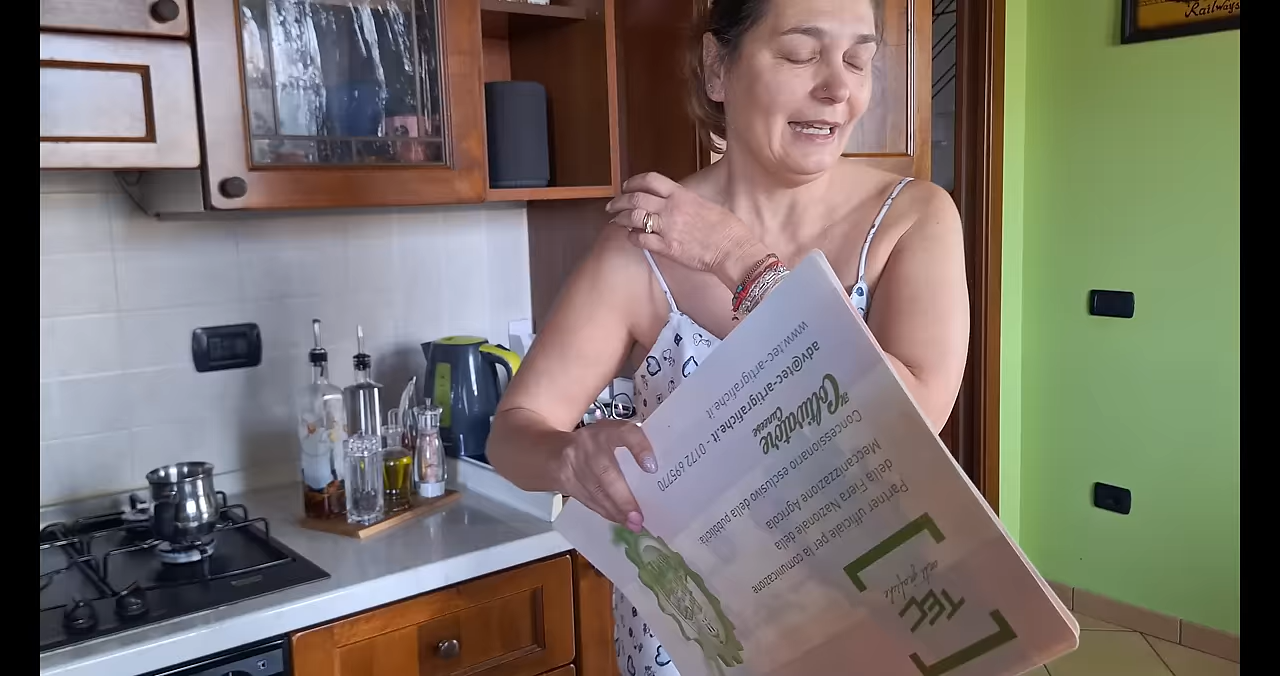 Railways
TEC
arti grafiche
Partner ufficiale per la comunicazione
della Fiera Nazionale della
Meccanizzazione Agricola
Concessionario esclusivo della pubblicità
il Coltivatore
Cuneese
adv@tec-artigrafiche.it - 0172 695770
www.tec-artigrafiche.it